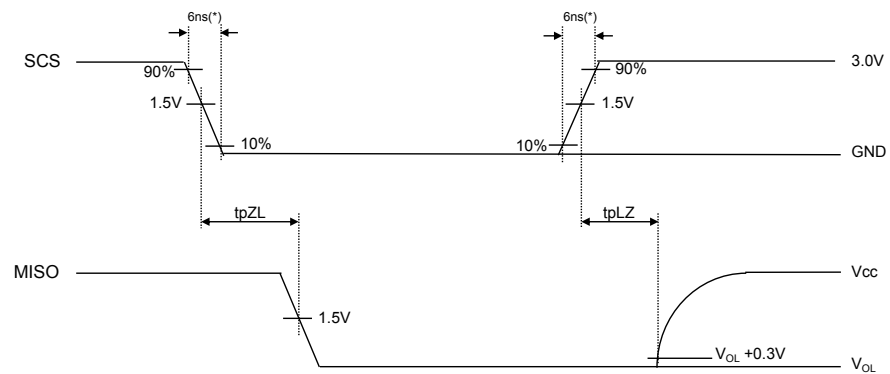 6ns(*)
6ns(*)
SCS
90%
90%
3.0V
1.5V
1.5V
10%
10%
GND
tpZL
tpLZ
MISO
Vcc
1.5V
VOL +0.3V
VOL